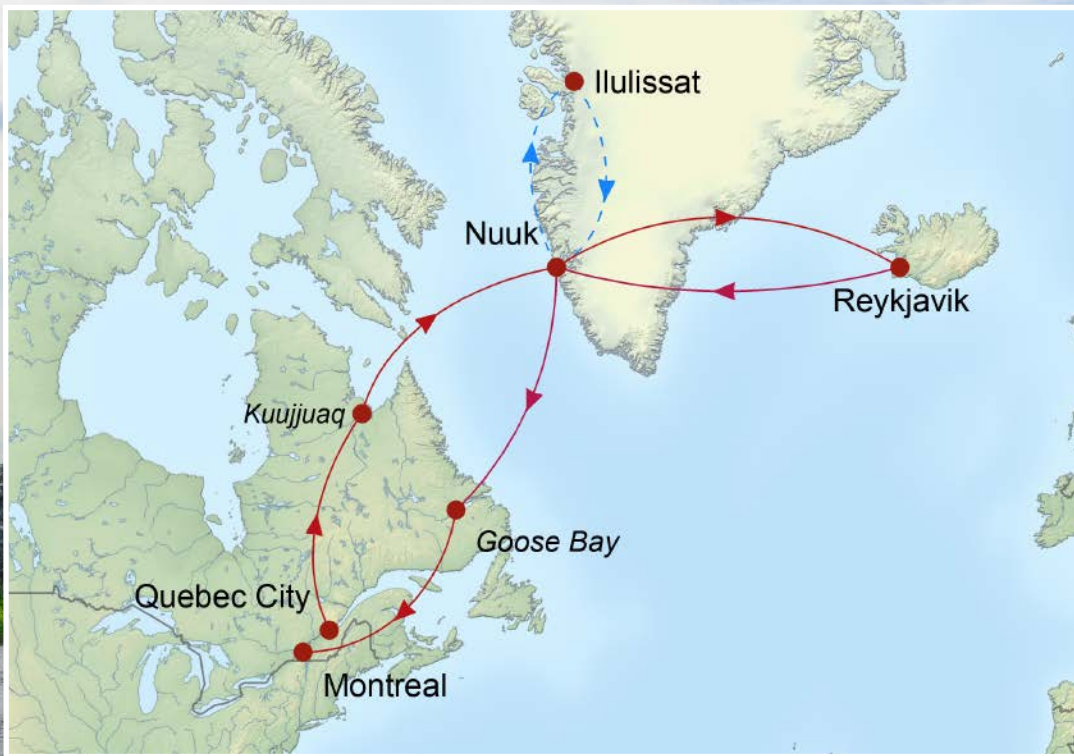 Ilulissat
Nuuk
Reykjavik
Kuujjuaq
Goose Bay
Quebec City
Montreal